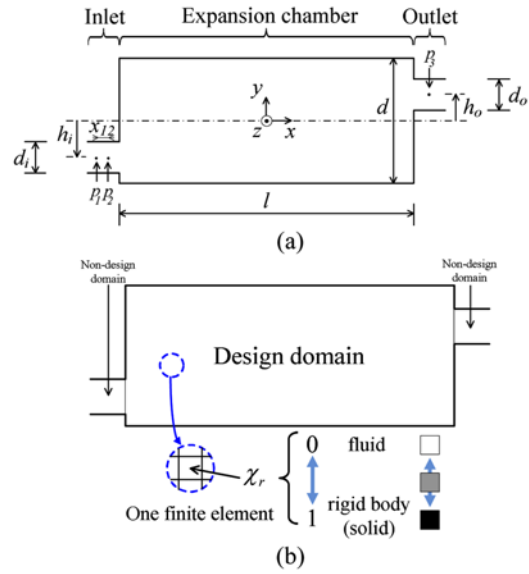 Inlet Expansion chamber Outlet
p3
y
d
do
hi
x12
z x
ho
di
p1 p2
l
(a)
Non-design domain
Non-design domain
Design domain
χr
0 fluid
One finite element
1 rigid body (solid)
(b)